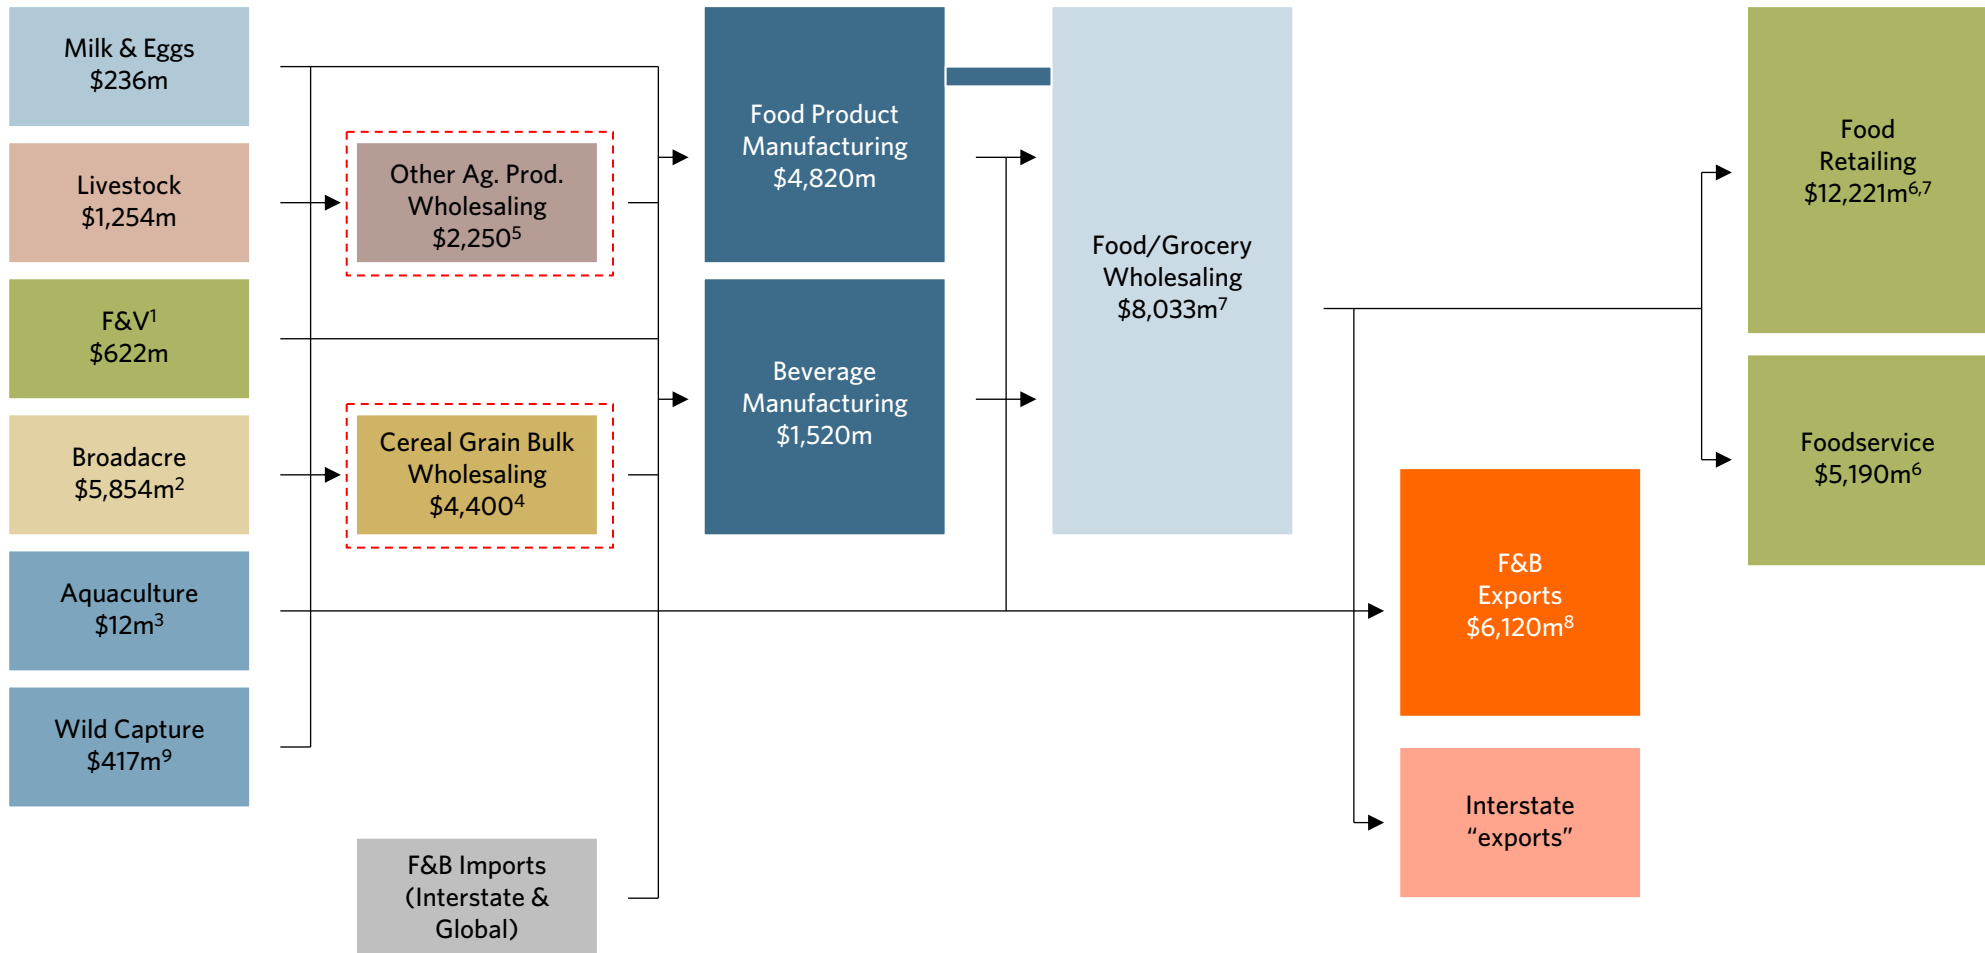 Milk & Eggs
$236m
Livestock
$1,254m
F&V¹
$622m
Broadacre
$5,854m²
Aquaculture
$12m³
Wild Capture
$417m⁹
Other Ag. Prod.
Wholesaling
$2,250⁵
Cereal Grain Bulk
Wholesaling
$4,400⁴
F&B Imports
(Interstate &
Global)
Food Product
Manufacturing
$4,820m
Beverage
Manufacturing
$1,520m
Food/Grocery
Wholesaling
$8,033m⁷
F&B
Exports
$6,120m⁸
Interstate
“exports”
Food
Retailing
$12,221m⁶,⁷
Foodservice
$5,190m⁶